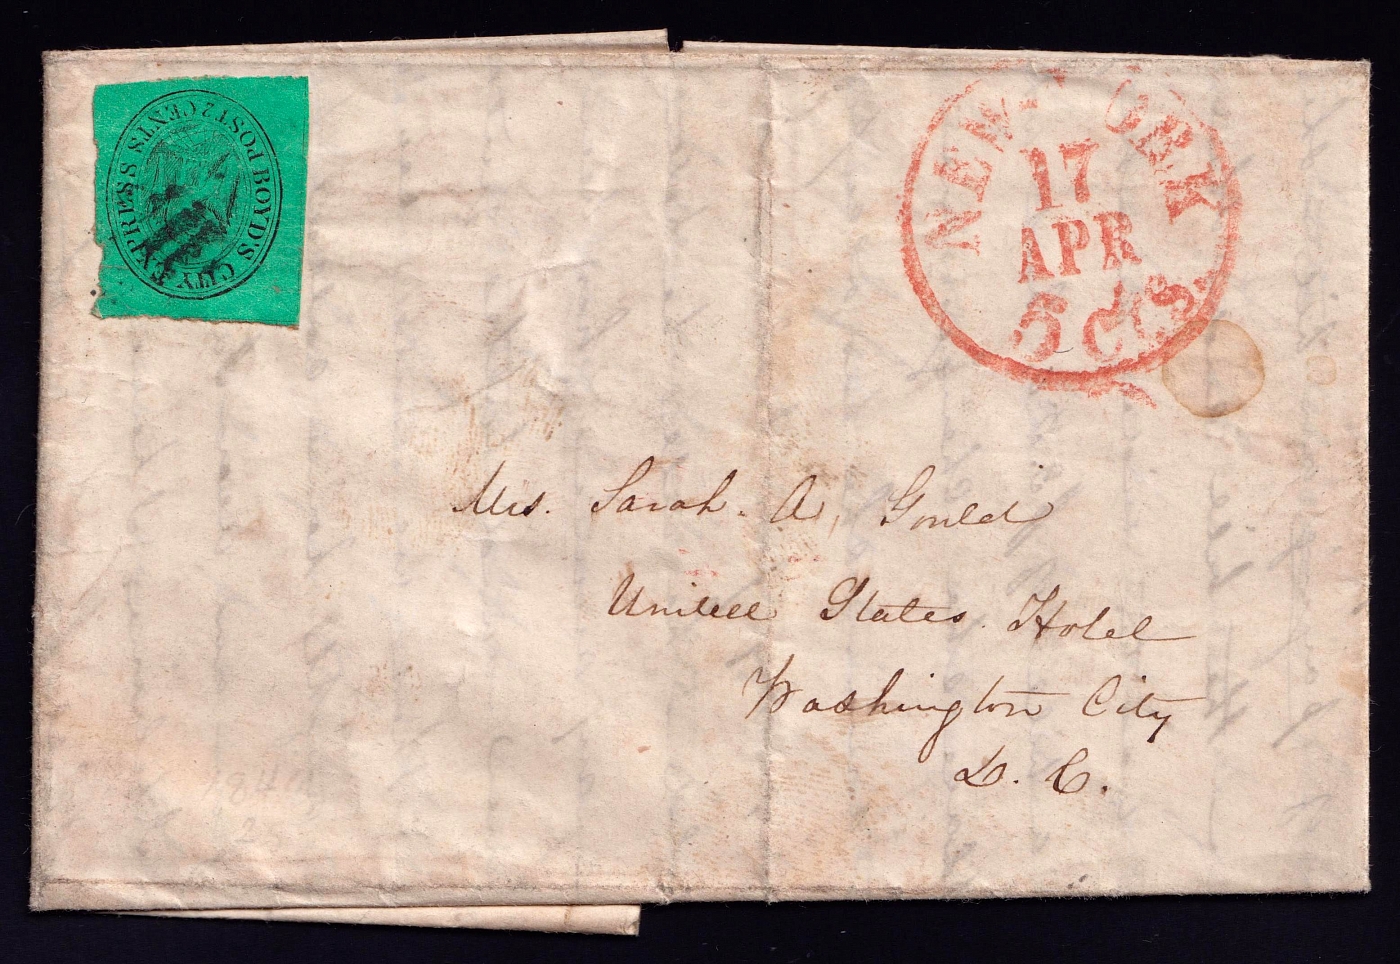 BOYD'S CITY EXPRESS POST 2 CENTS
NEW-YORK
17
APR
5 Cts.
Mrs. Sarah. A, Gould
United States. Hotel
Washington City
D. C.